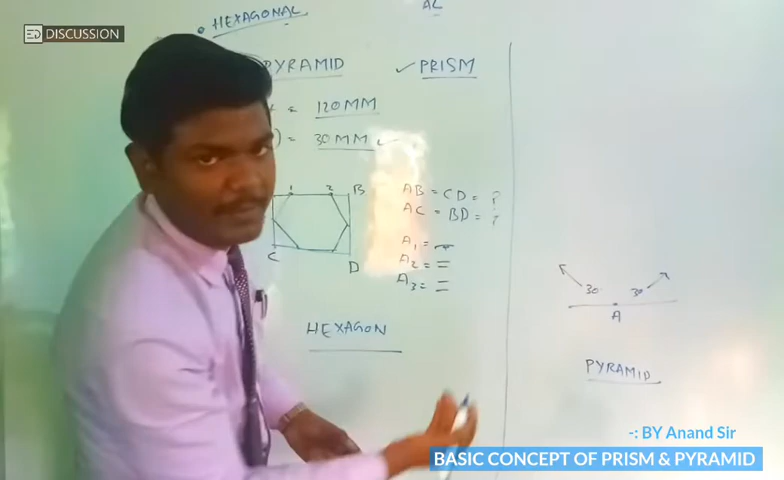 DISCUSSION
HEXAGONAL
AL
PYRAMID
✓ PRISM
= 120MM
) = 30MM ✓
1 2 B
C D
AB = CD = ?
AC = BD = ?
A1 =
A2 =
A3 =
HEXAGON
30 30
A
PYRAMID
-: BY Anand Sir
BASIC CONCEPT OF PRISM & PYRAMID